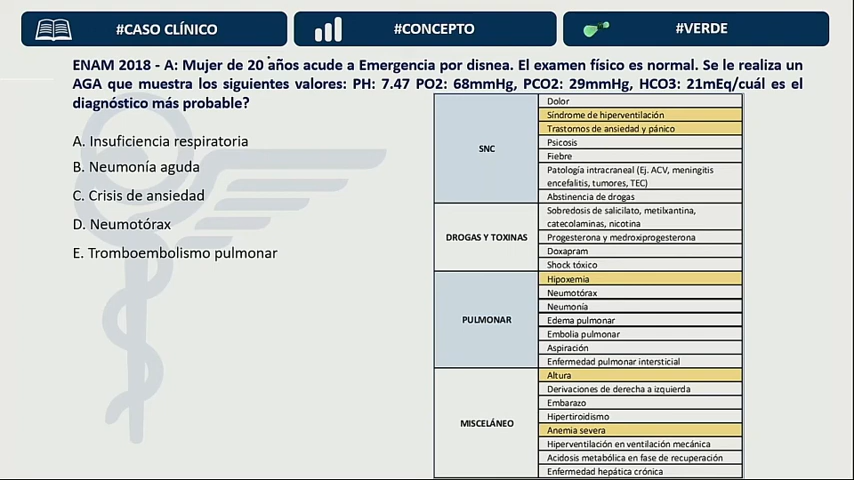 #CASO CLÍNICO
#CONCEPTO
#VERDE
ENAM 2018 - A: Mujer de 20 años acude a Emergencia por disnea. El examen físico es normal. Se le realiza un
AGA que muestra los siguientes valores: PH: 7.47 PO2: 68mmHg, PCO2: 29mmHg, HCO3: 21mEq/cuál es el
diagnóstico más probable?
A. Insuficiencia respiratoria
B. Neumonía aguda
C. Crisis de ansiedad
D. Neumotórax
E. Tromboembolismo pulmonar
SNC
Dolor
Síndrome de hiperventilación
Trastornos de ansiedad y pánico
Psicosis
Fiebre
Patología intracraneal (Ej. ACV, meningitis
encefalitis, tumores, TEC)
Abstinencia de drogas
DROGAS Y TOXINAS
Sobredosis de salicilato, metilxantina,
catecolaminas, nicotina
Progesterona y medroxiprogesterona
Doxapram
Shock tóxico
PULMONAR
Hipoxemia
Neumotórax
Neumonía
Edema pulmonar
Embolia pulmonar
Aspiración
Enfermedad pulmonar intersticial
MISCELÁNEO
Altura
Derivaciones de derecha a izquierda
Embarazo
Hipertiroidismo
Anemia severa
Hiperventilación en ventilación mecánica
Acidosis metabólica en fase de recuperación
Enfermedad hepática crónica